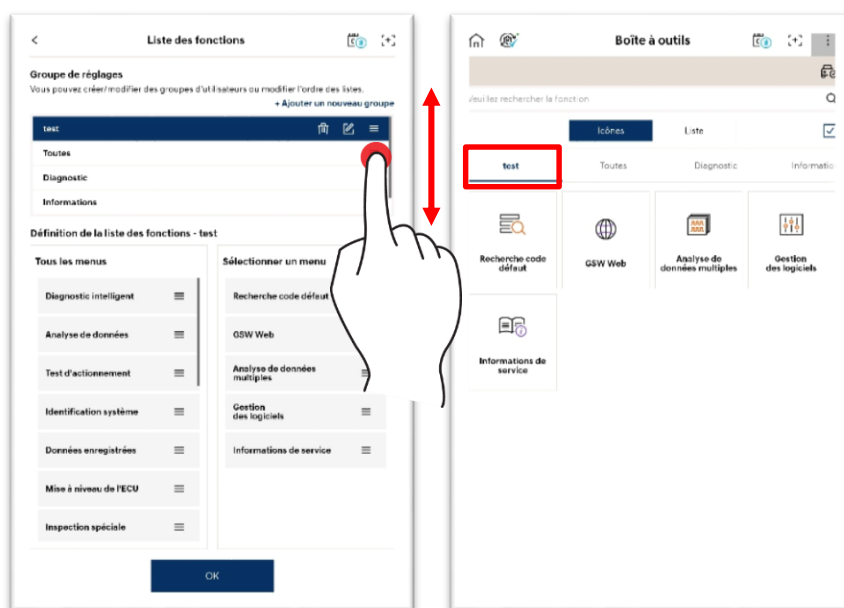 Liste des fonctions
Groupe de réglages
Vous pouvez créer/modifier des groupes d'utilisateurs ou modifier l'ordre des listes.
+ Ajouter un nouveau groupe
test
Toutes
Diagnostic
Informations
Définition de la liste des fonctions - test
Tous les menus
Diagnostic intelligent
Analyse de données
Test d'actionnement
Identification système
Données enregistrées
Mise à niveau de l'ECU
Inspection spéciale
Sélectionner un menu
Recherche code défaut
GSW Web
Analyse de données
multiples
Gestion
des logiciels
Informations de service
OK
Boîte à outils
Veuillez rechercher la fonction
Icônes Liste
test Toutes Diagnostic Informatio
Recherche code
défaut
GSW Web
Analyse de
données multiples
Gestion
des logiciels
Informations de
service